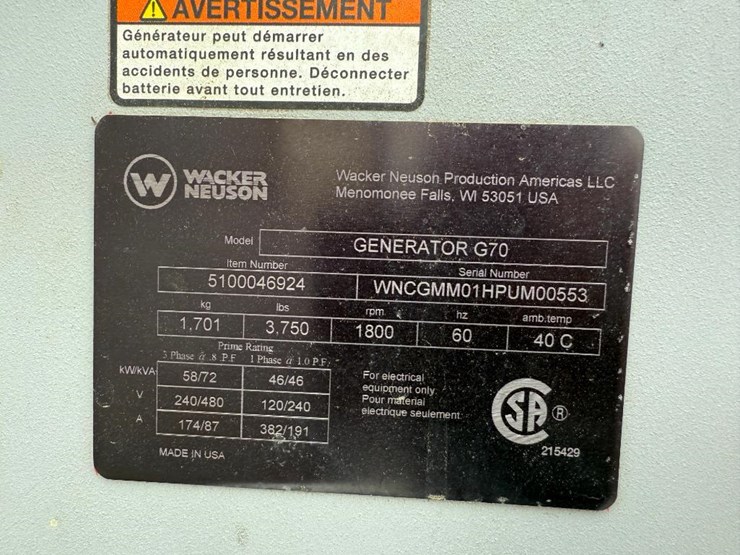 AVERTISSEMENT
Générateur peut démarrer
automatiquement résultant en des
accidents de personne. Déconnecter
batterie avant tout entretien.
W WACKER
NEUSON
Wacker Neuson Production Americas LLC
Menomonee Falls, WI 53051 USA
Model GENERATOR G70
Item Number Serial Number
5100046924 WNCGMM01HPUM00553
kg lbs rpm hz amb.temp
1,701 3,750 1800 60 40 C
Prime Rating
3 Phase @ .8 P.F 1 Phase @ 1.0 P.F.
kW/kVA 58/72 46/46
V 240/480 120/240
A 174/87 382/191
For electrical
equipment only
Pour material
electrique seulement
SA ®
215429
MADE IN USA